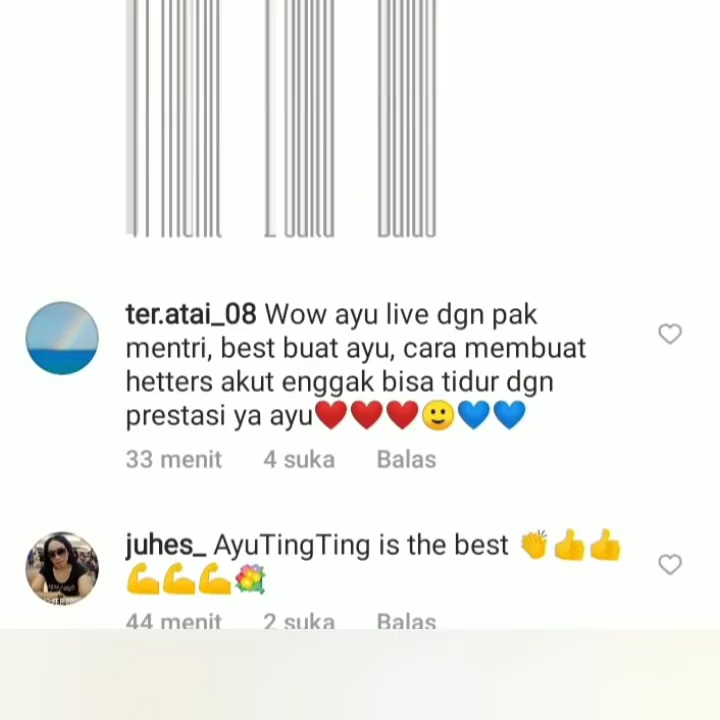 ter.atai_08 Wow ayu live dgn pak
mentri, best buat ayu, cara membuat
hetters akut enggak bisa tidur dgn
prestasi ya ayu❤️❤️❤️🙂💙💙
33 menit 4 suka Balas
juhes_ AyuTingTing is the best 👏👍👍
💪💪💪💐
44 menit 2 suka Balas